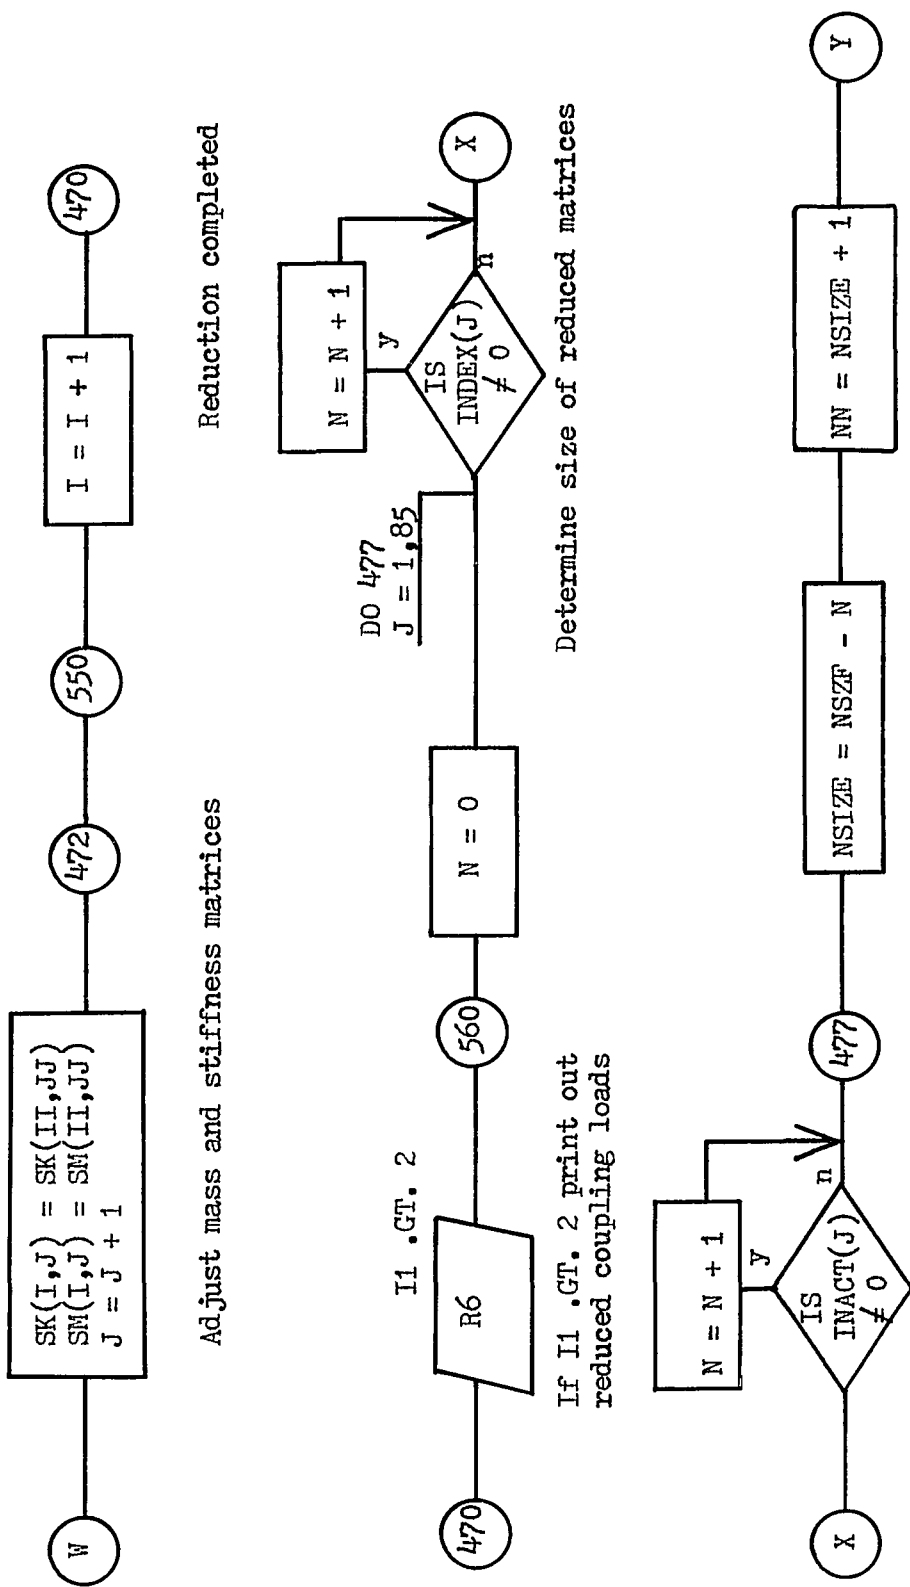 W
SK(I,J) = SK(II,JJ)
SM(I,J) = SM(II,JJ)
J = J + 1
472
550
I = I + 1
470
Adjust mass and stiffness matrices
Reduction completed
470
I1 .GT. 2
R6
560
N = 0
DO 477
J = 1,85
IS
INDEX(J)
≠ 0
y
N = N + 1
n
X
If I1 .GT. 2 print out
reduced coupling loads
Determine size of reduced matrices
X
IS
INACT(J)
≠ 0
y
N = N + 1
n
477
NSIZE = NSZF - N
NN = NSIZE + 1
Y